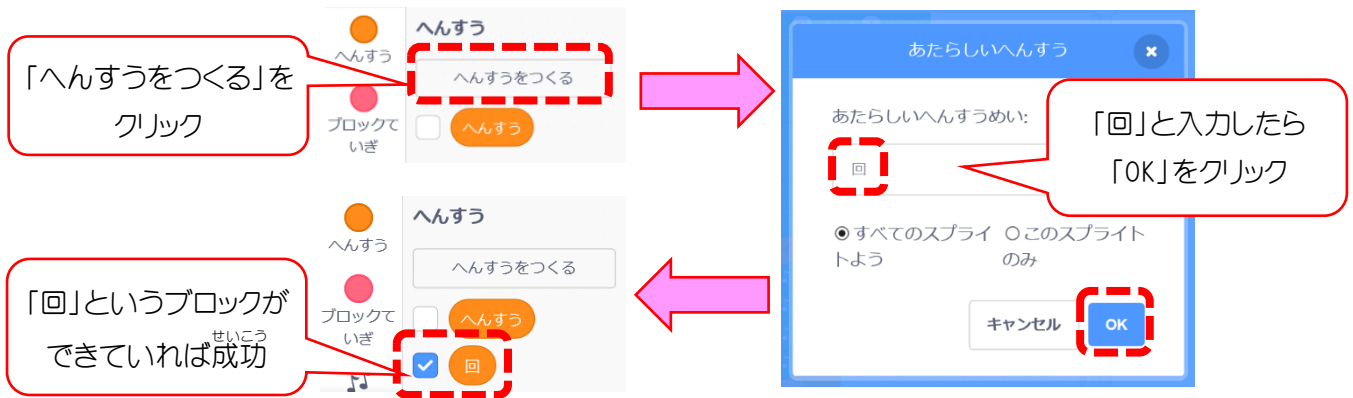 「へんすうをつくる」を
クリック
へんすう
ブロックて
いぎ
へんすう
へんすうをつくる
へんすう
あたらしいへんすう
あたらしいへんすうめい:
回
「回」と入力したら
「OK」をクリック
すべてのスプライ
トよう
このスプライト
のみ
キャンセル
OK
「回」というブロックが
できていれば成功
せいこう
へんすう
ブロックて
いぎ
へんすう
へんすうをつくる
へんすう
回